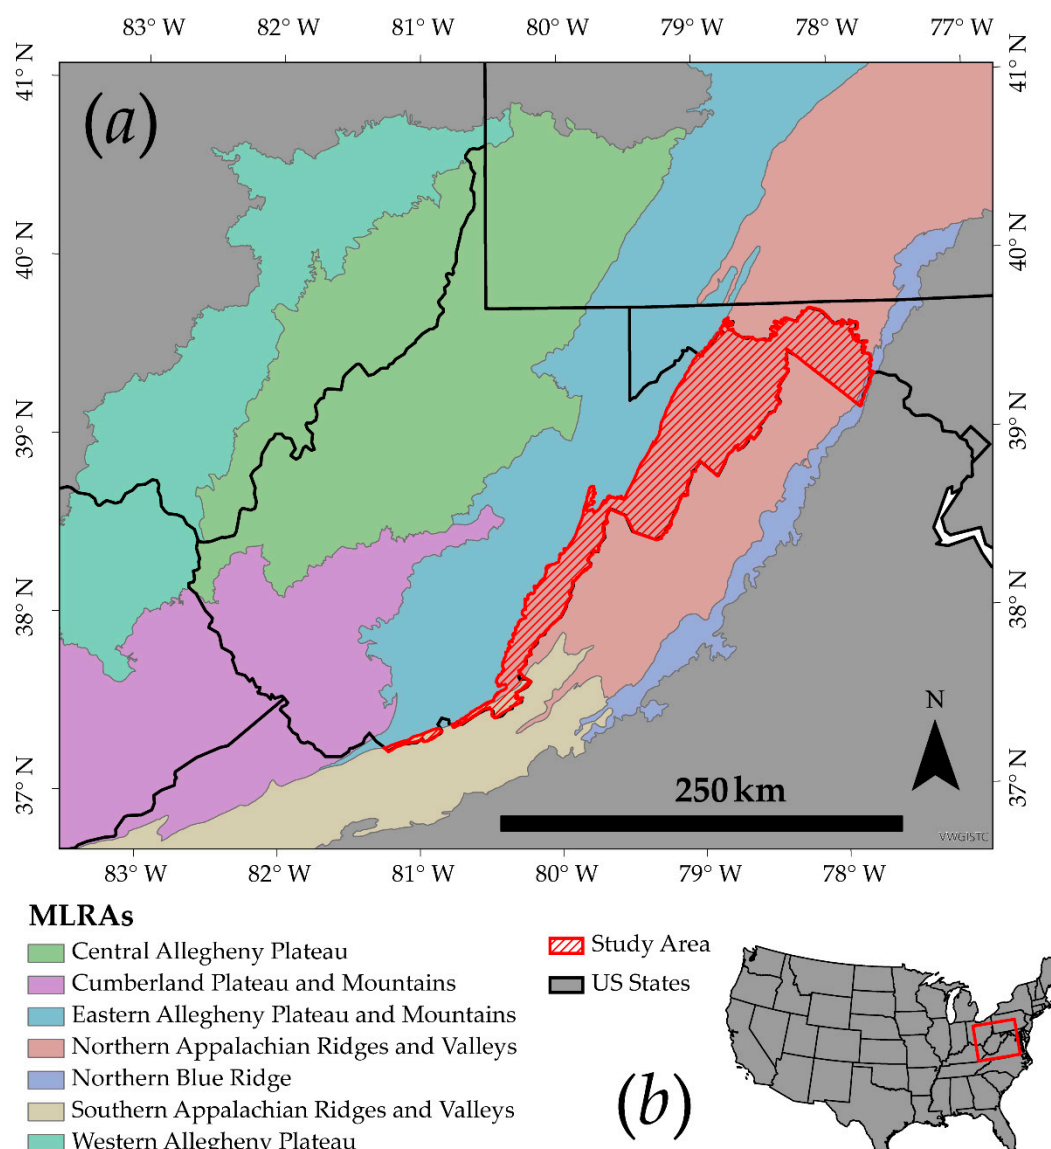 83° W 82° W 81° W 80° W 79° W 78° W 77° W
41° N 41° N
(a)
40° N 40° N
39° N 39° N
38° N 38° N
37° N 37° N
N
250 km
VWGISTC
83° W 82° W 81° W 80° W 79° W 78° W
MLRAs
Central Allegheny Plateau
Cumberland Plateau and Mountains
Eastern Allegheny Plateau and Mountains
Northern Appalachian Ridges and Valleys
Northern Blue Ridge
Southern Appalachian Ridges and Valleys
Western Allegheny Plateau
Study Area
US States
(b)